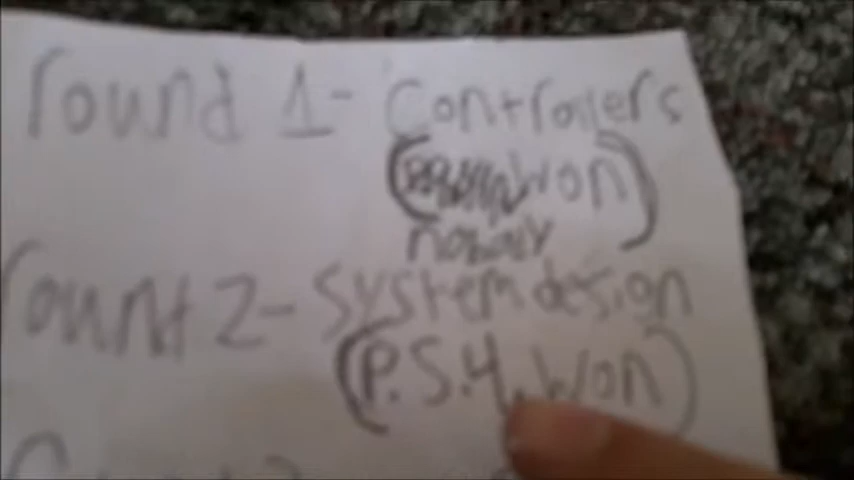 round 1- Controllers
(won)
nobody
round 2- System design
(P.S.4. won)